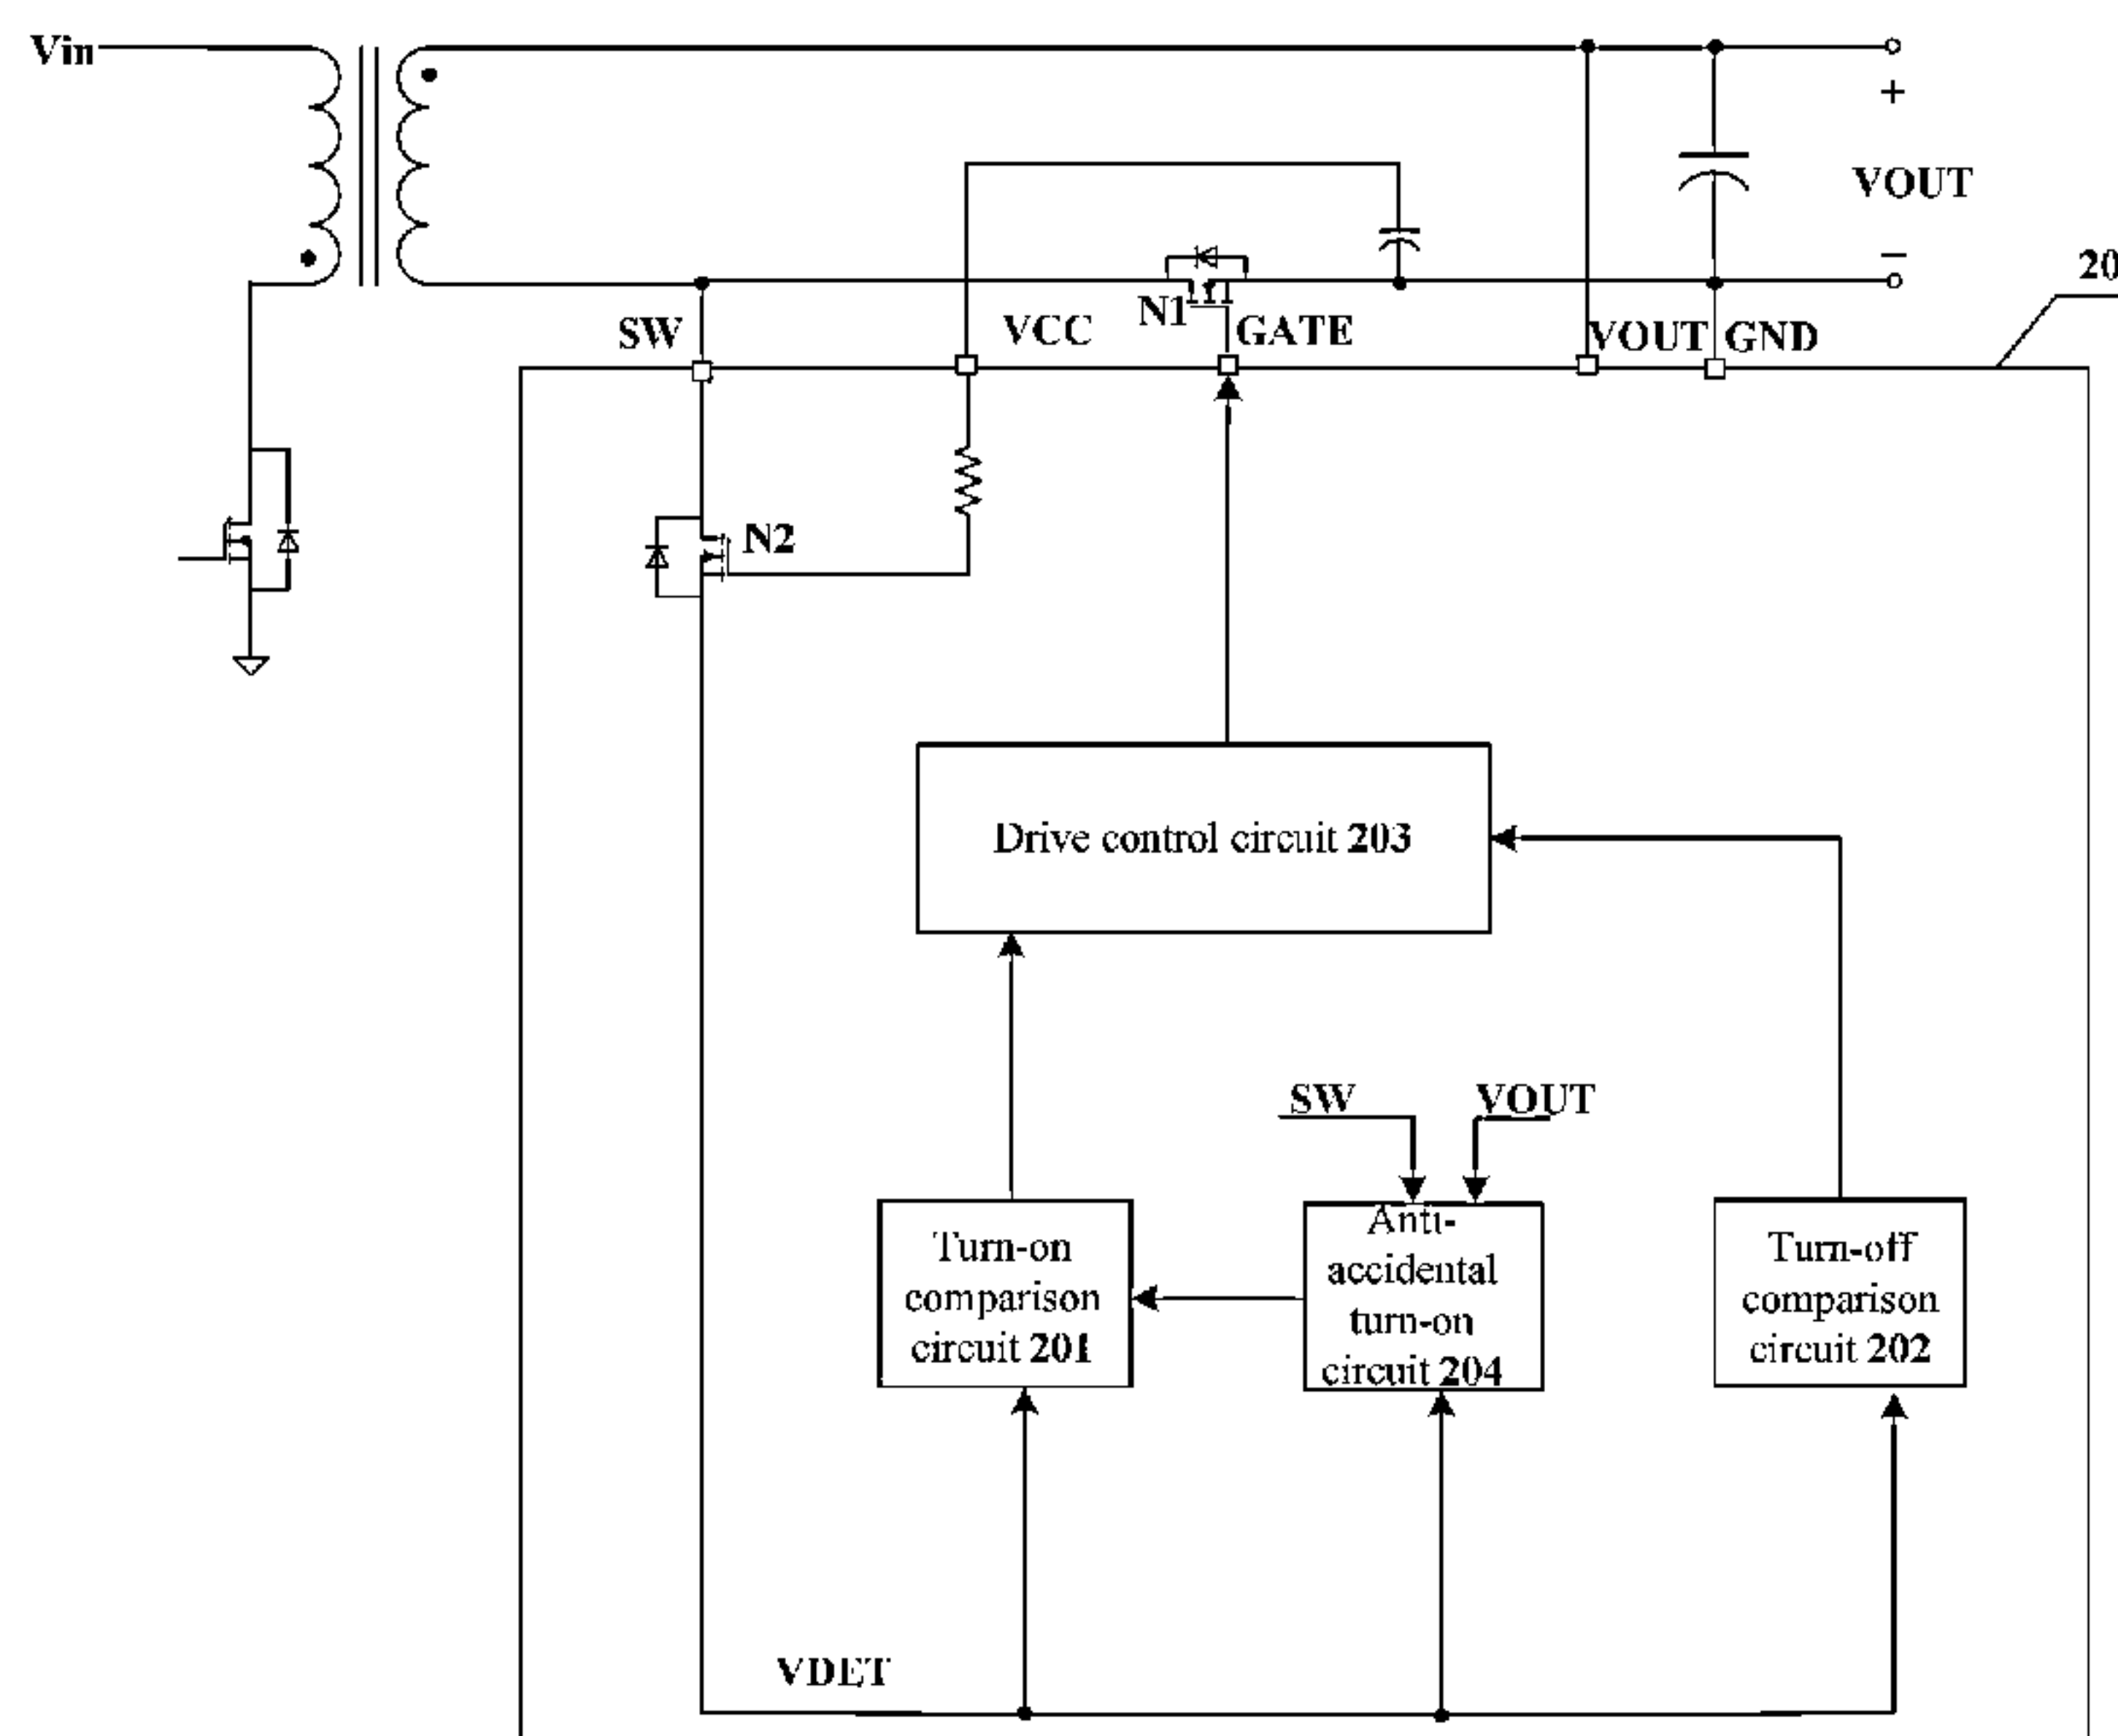 Vin
+
VOUT
−
20
SW
VCC
N1
GATE
VOUT
GND
N2
Drive control circuit 203
SW
VOUT
Turn-on
comparison
circuit 201
Anti-
accidental
turn-on
circuit 204
Turn-off
comparison
circuit 202
VDET